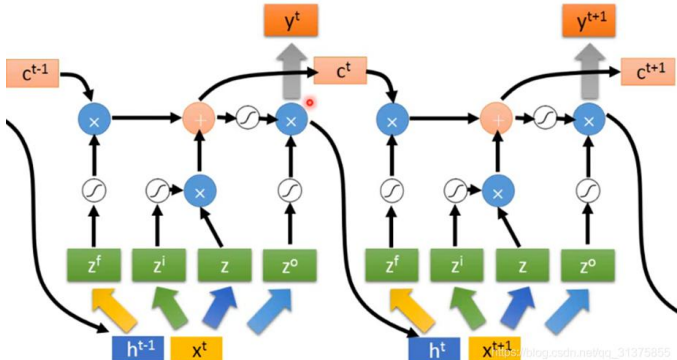 y^t
y^t+1
c^t-1
c^t
c^t+1
×
+
×
×
+
×
×
×
z^f
z^i
z
z^o
z^f
z^i
z
z^o
h^t-1
x^t
h^t
x^t+1
https://blog.csdn.net/qq_31375855